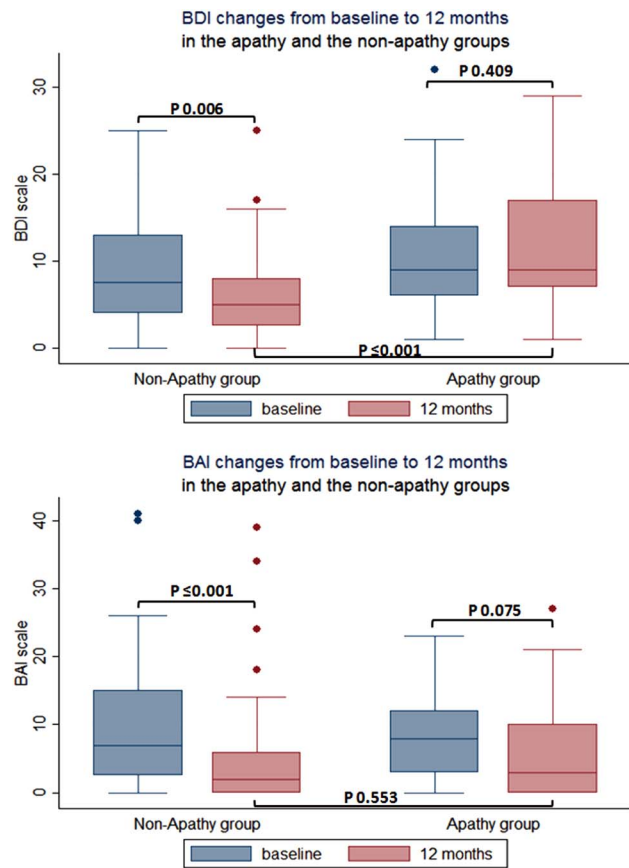 BDI changes from baseline to 12 months
in the apathy and the non-apathy groups
P 0.409
P 0.006
30
20
10
0
BDI scale
P ≤0.001
Non-Apathy group Apathy group
baseline 12 months
BAI changes from baseline to 12 months
in the apathy and the non-apathy groups
40
30
20
10
0
BAI scale
P ≤0.001
P 0.075
P 0.553
Non-Apathy group Apathy group
baseline 12 months